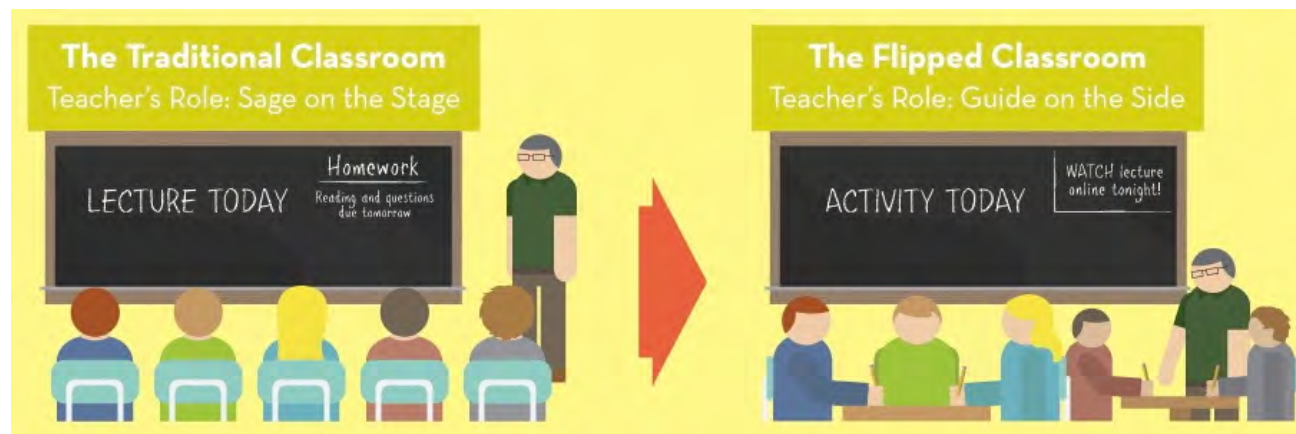 The Traditional Classroom
Teacher's Role: Sage on the Stage
LECTURE TODAY
Homework
Reading and questions
due tomorrow
The Flipped Classroom
Teacher's Role: Guide on the Side
ACTIVITY TODAY
WATCH lecture
online tonight!